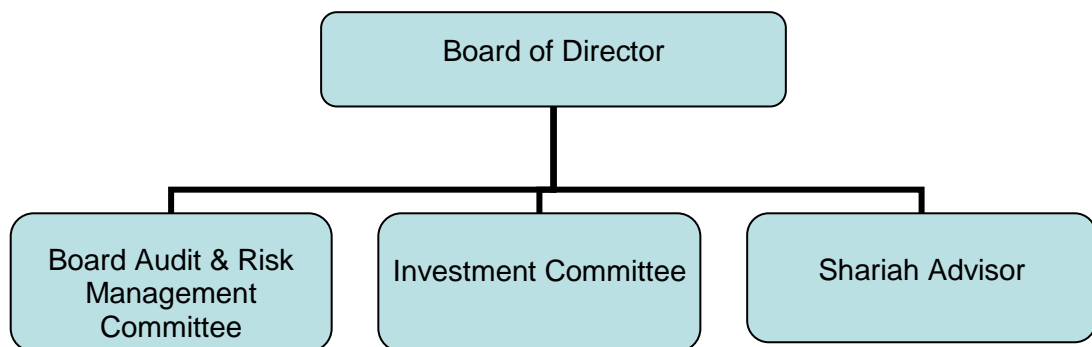 Board of Director
Board Audit & Risk
Management
Committee
Investment Committee
Shariah Advisor